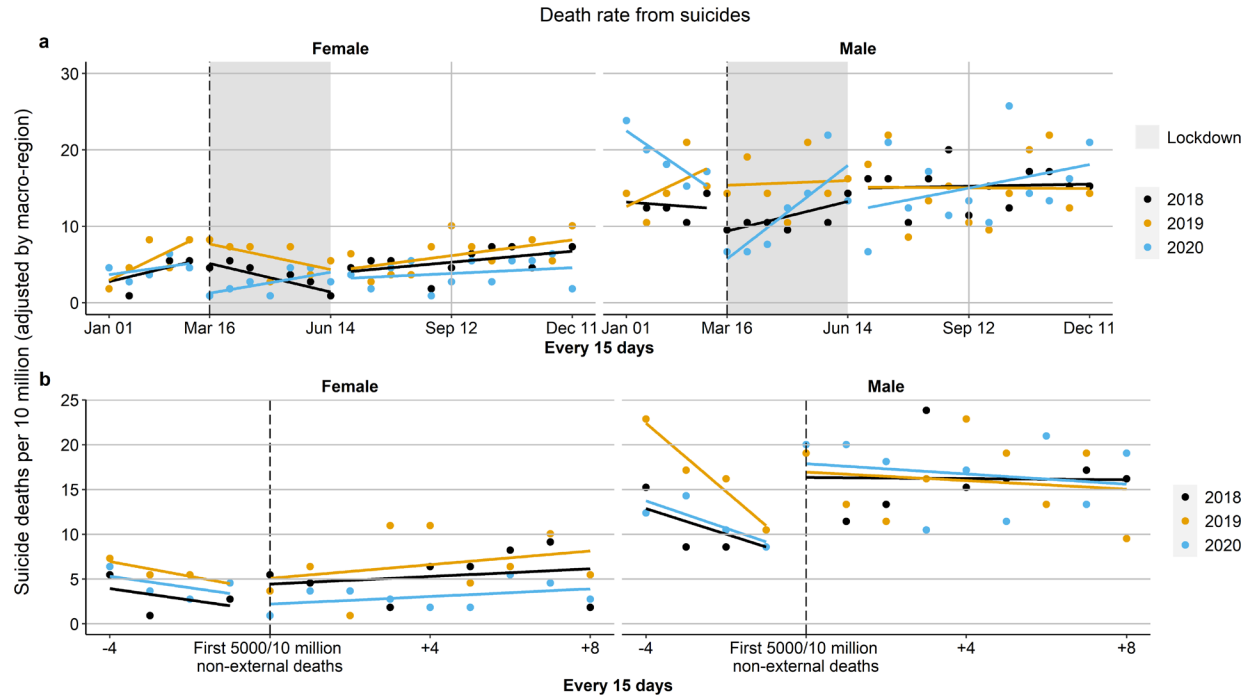 Death rate from suicides
Suicide deaths per 10 million (adjusted by macro-region)
a
Female
Male
30
20
10
0
Jan 01
Mar 16
Jun 14
Sep 12
Dec 11
Jan 01
Mar 16
Jun 14
Sep 12
Dec 11
Every 15 days
Lockdown
2018
2019
2020
b
Female
Male
25
20
15
10
5
0
-4
First 5000/10 million
non-external deaths
+4
+8
-4
First 5000/10 million
non-external deaths
+4
+8
Every 15 days
2018
2019
2020